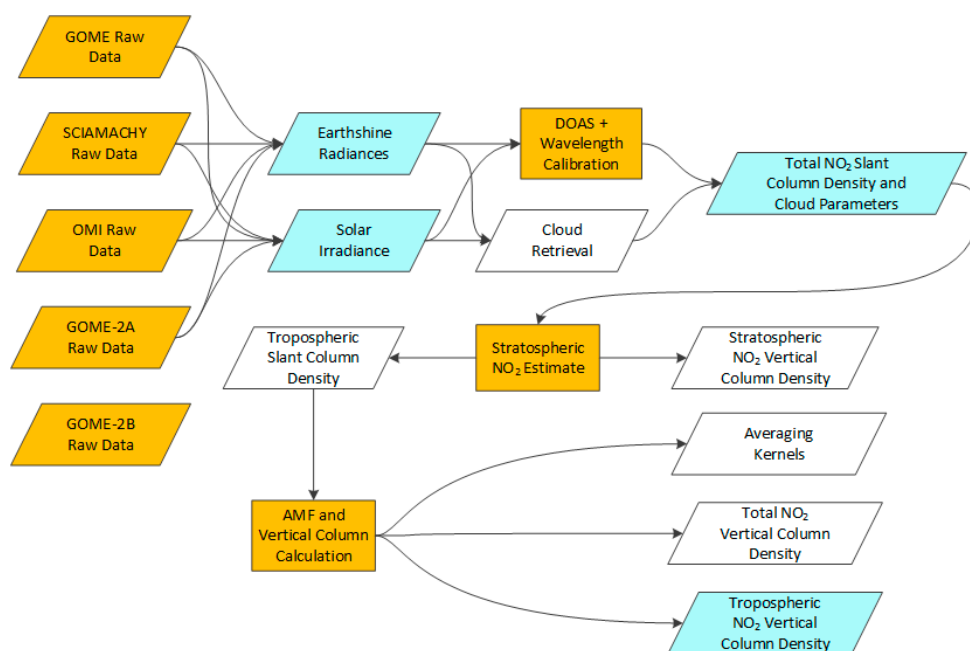 GOME Raw
Data
SCIAMACHY
Raw Data
OMI Raw
Data
GOME-2A
Raw Data
GOME-2B
Raw Data
Earthshine
Radiances
Solar
Irradiance
DOAS +
Wavelength
Calibration
Cloud
Retrieval
Total NO₂ Slant
Column Density and
Cloud Parameters
Tropospheric
Slant Column
Density
Stratospheric
NO₂ Estimate
Stratospheric
NO₂ Vertical
Column Density
Averaging
Kernels
AMF and
Vertical Column
Calculation
Total NO₂
Vertical Column
Density
Tropospheric
NO₂ Vertical
Column Density